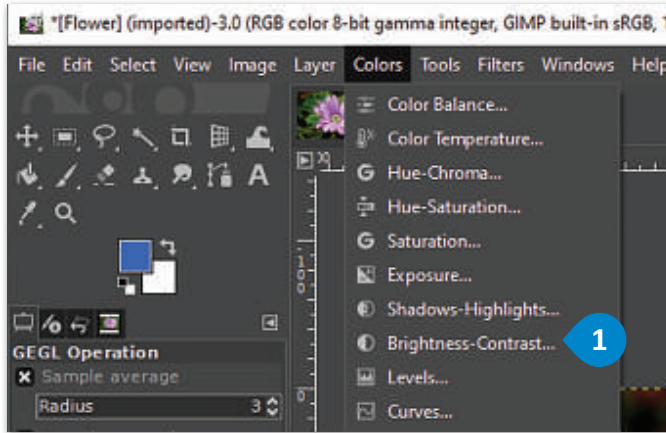 *[Flower] (imported)-3.0 (RGB color 8-bit gamma integer, GIMP built-in sRGB,
File Edit Select View Image Layer Colors Tools Filters Windows Help
Color Balance...
Color Temperature...
Hue-Chroma...
Hue-Saturation...
Saturation...
Exposure...
Shadows-Highlights...
Brightness-Contrast... 1
Levels...
Curves...
GEGL Operation
Sample average
Radius 3